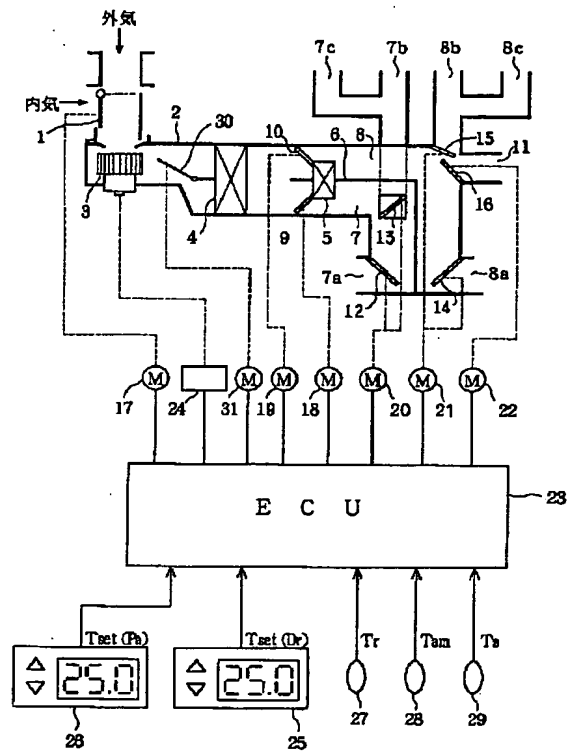 外気
7c 7b 8b 8c
内気
1 2 30 10 6 8 15 11
3 4 9 5 7 13 16
7a 12 14 8a
M M M M M M M
17 24 31 19 18 20 21 22
E C U
23
Tset(Pa) Tset(Dr) Tr Tam Ts
25.0 25.0
26 25 27 28 29